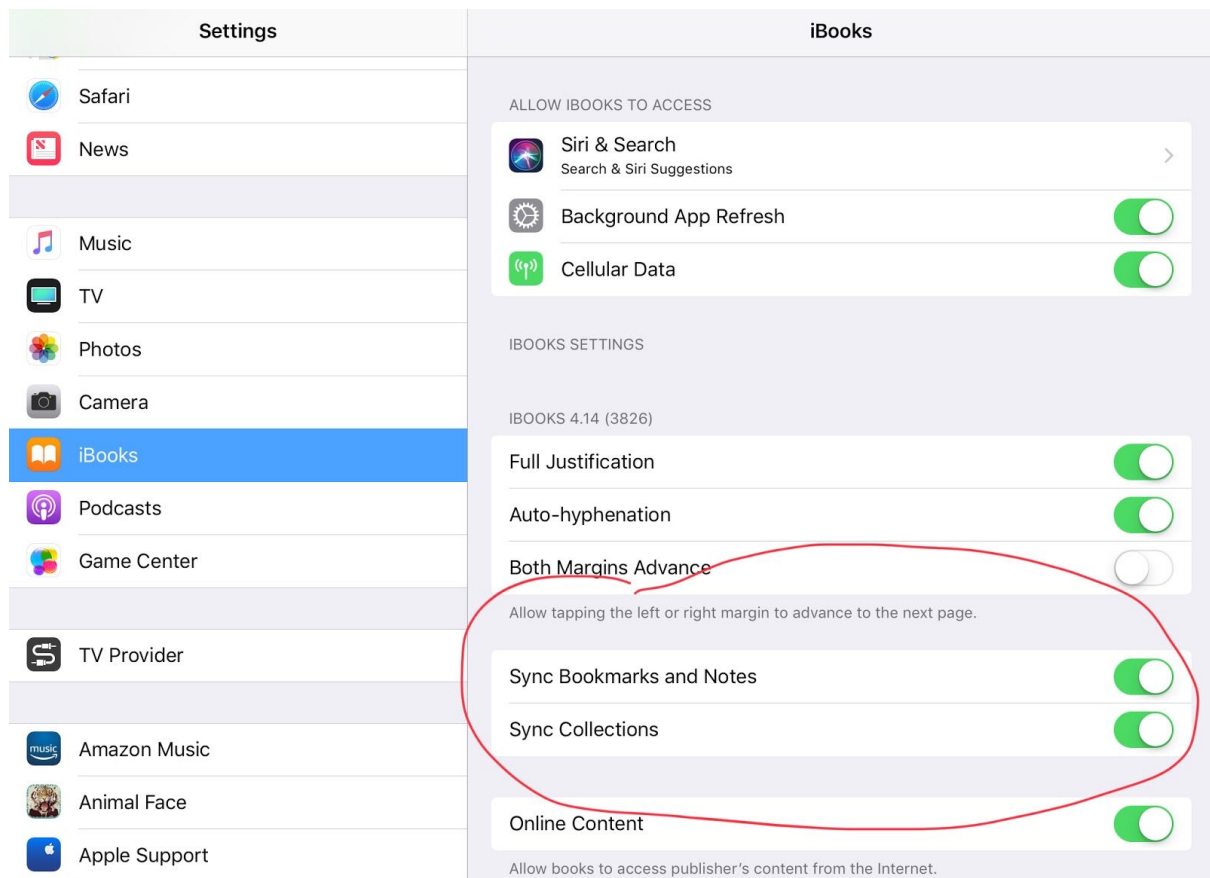 Settings
Safari
News
Music
TV
Photos
Camera
iBooks
Podcasts
Game Center
TV Provider
music
Amazon Music
Animal Face
Apple Support
iBooks
ALLOW IBOOKS TO ACCESS
Siri & Search
Search & Siri Suggestions
Background App Refresh
Cellular Data
IBOOKS SETTINGS
IBOOKS 4.14 (3826)
Full Justification
Auto-hyphenation
Both Margins Advance
Allow tapping the left or right margin to advance to the next page.
Sync Bookmarks and Notes
Sync Collections
Online Content
Allow books to access publisher's content from the Internet.